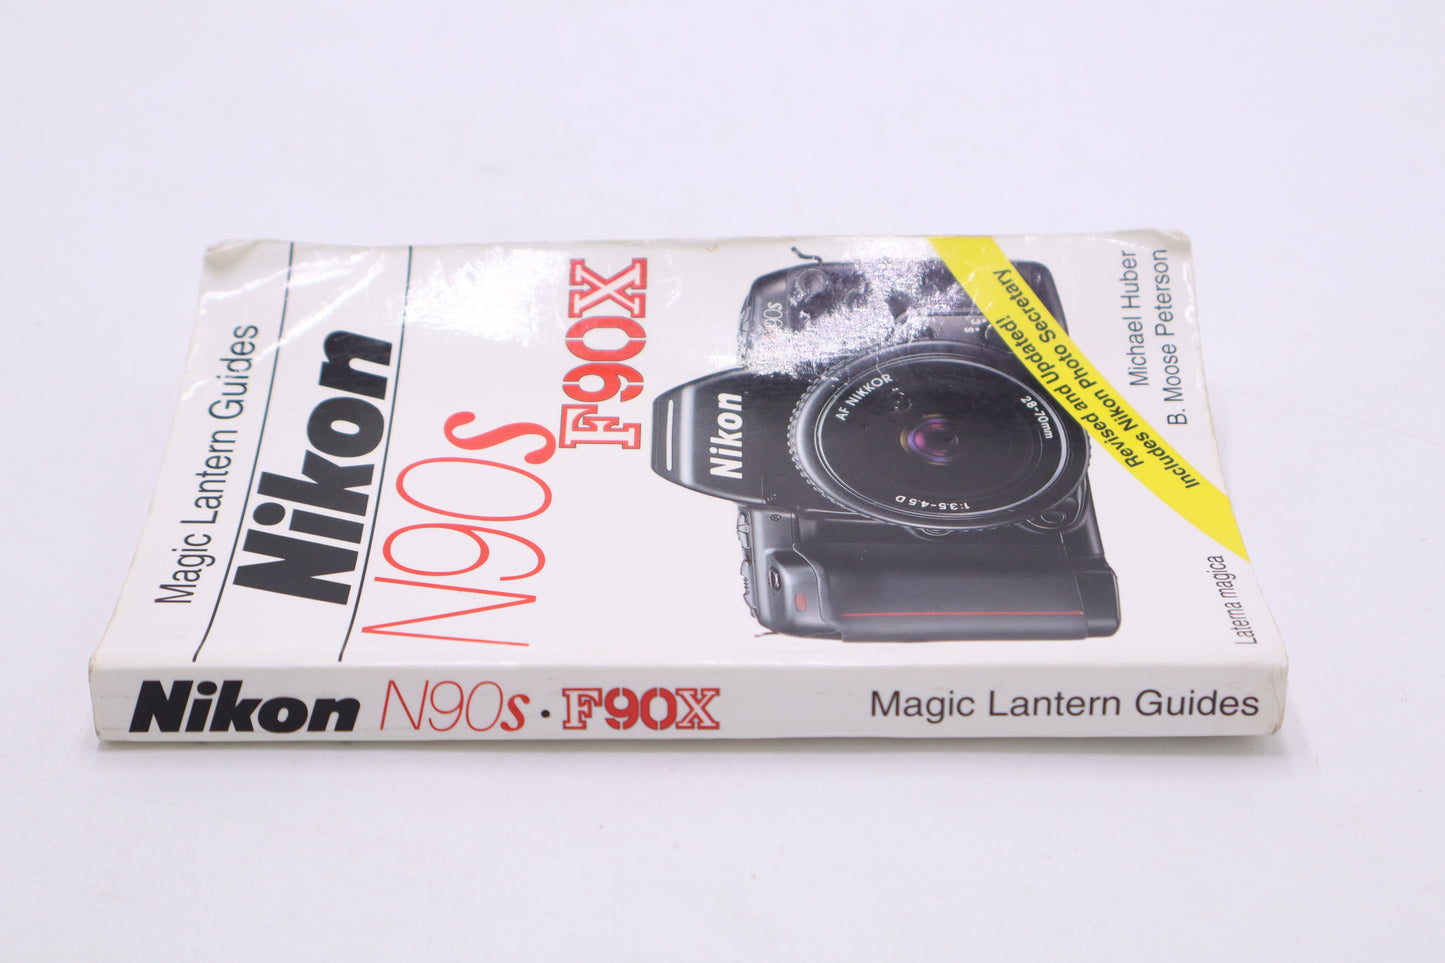 Magic Lantern Guides
Nikon
N90s
F90X
Nikon
AF NIKKOR
28-70mm
1:3.5-4.5 D
Revised and Updated!
Includes Nikon Photo Secretary
Michael Huber
B. Moose Peterson
Laterna magica
Nikon N90s · F90X Magic Lantern Guides